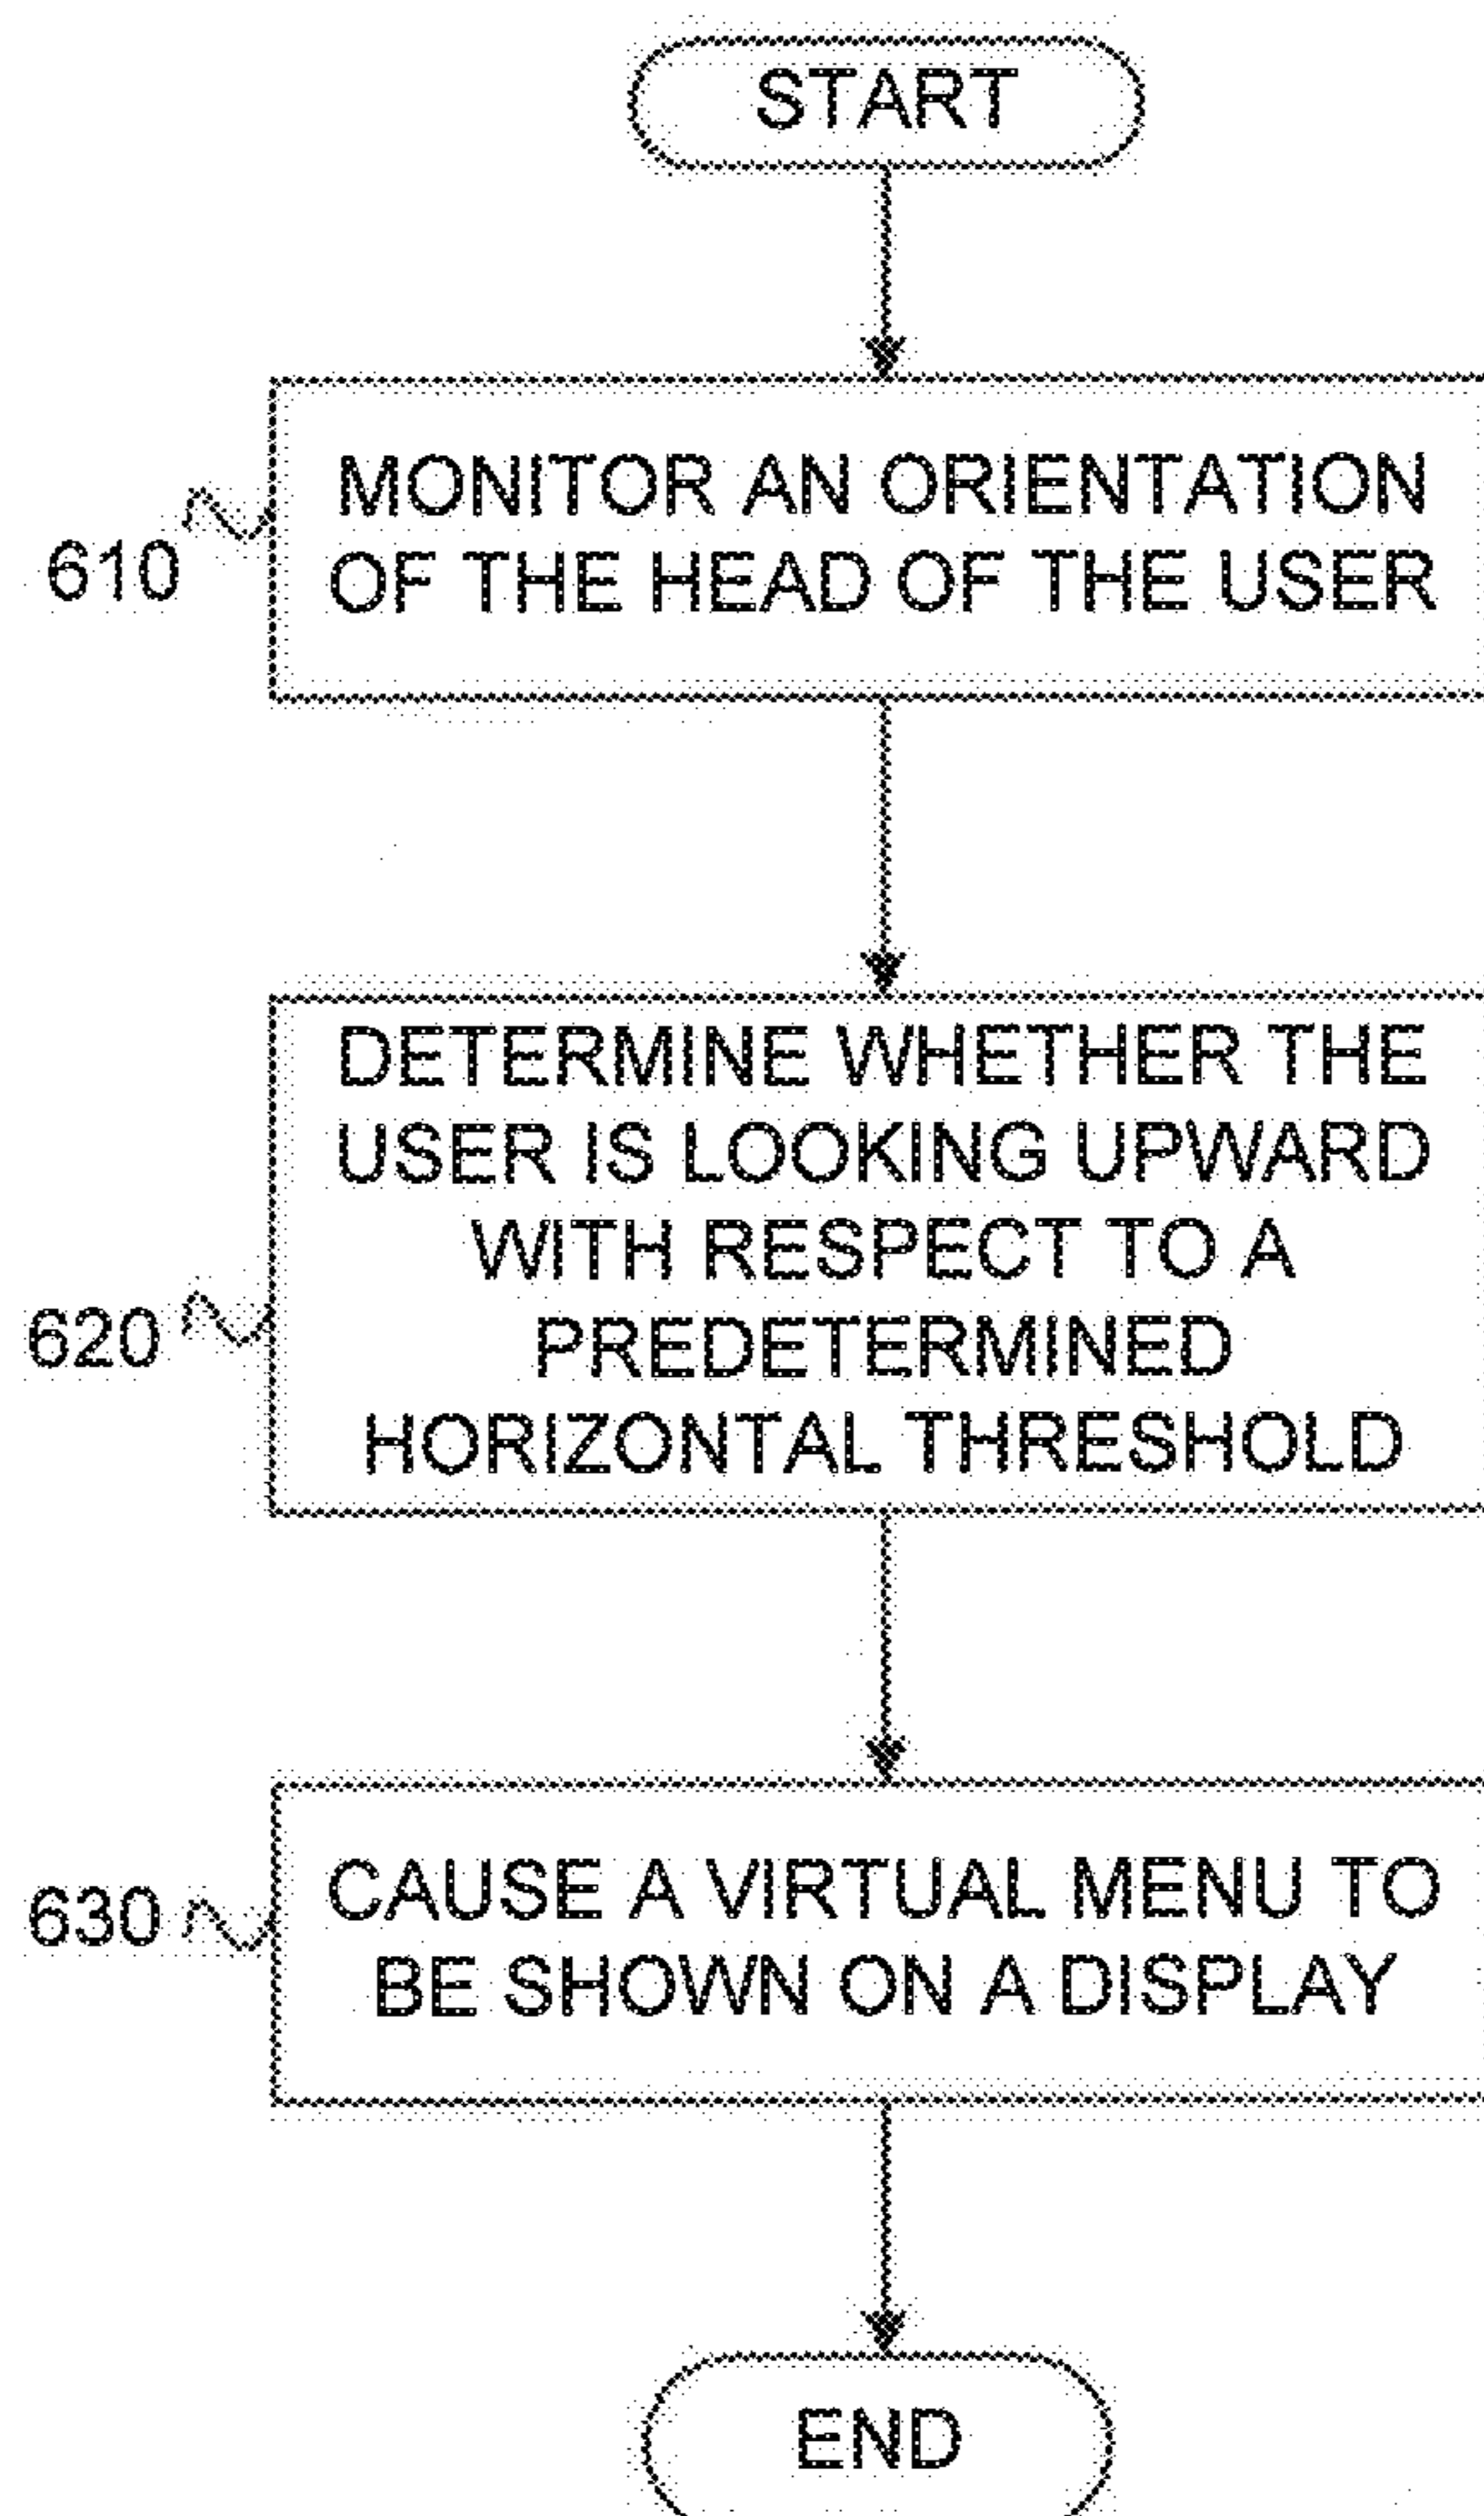 START
MONITOR AN ORIENTATION
OF THE HEAD OF THE USER
610
DETERMINE WHETHER THE
USER IS LOOKING UPWARD
WITH RESPECT TO A
PREDETERMINED
HORIZONTAL THRESHOLD
620
CAUSE A VIRTUAL MENU TO
BE SHOWN ON A DISPLAY
630
END